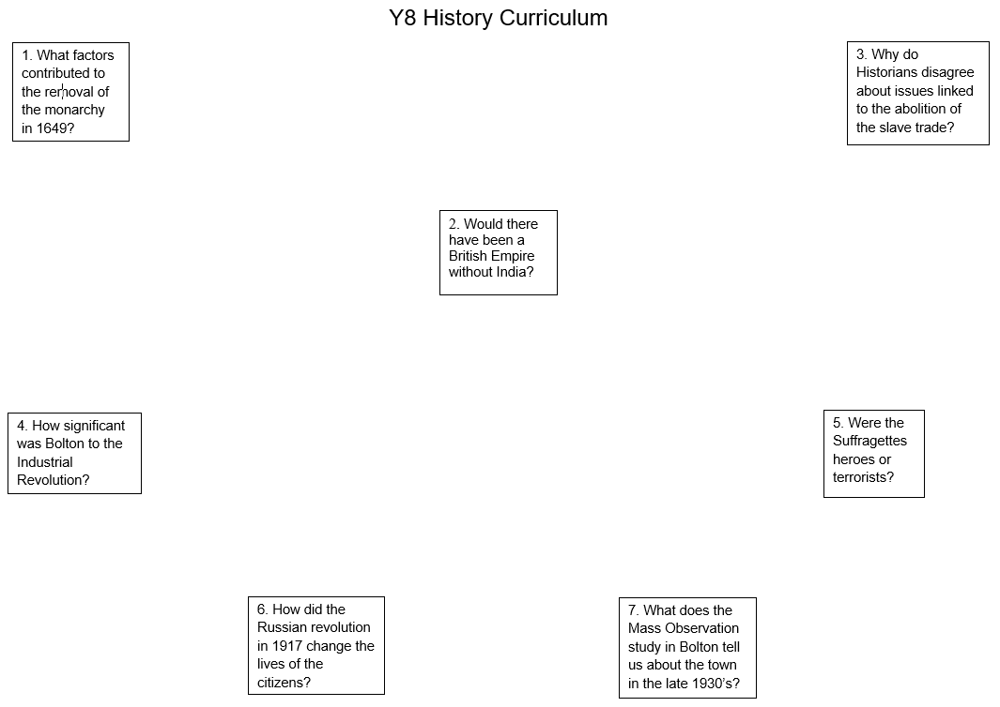 Y8 History Curriculum
1. What factors
contributed to
the removal of
the monarchy
in 1649?
2. Would there
have been a
British Empire
without India?
3. Why do
Historians disagree
about issues linked
to the abolition of
the slave trade?
4. How significant
was Bolton to the
Industrial
Revolution?
5. Were the
Suffragettes
heroes or
terrorists?
6. How did the
Russian revolution
in 1917 change the
lives of the
citizens?
7. What does the
Mass Observation
study in Bolton tell
us about the town
in the late 1930’s?